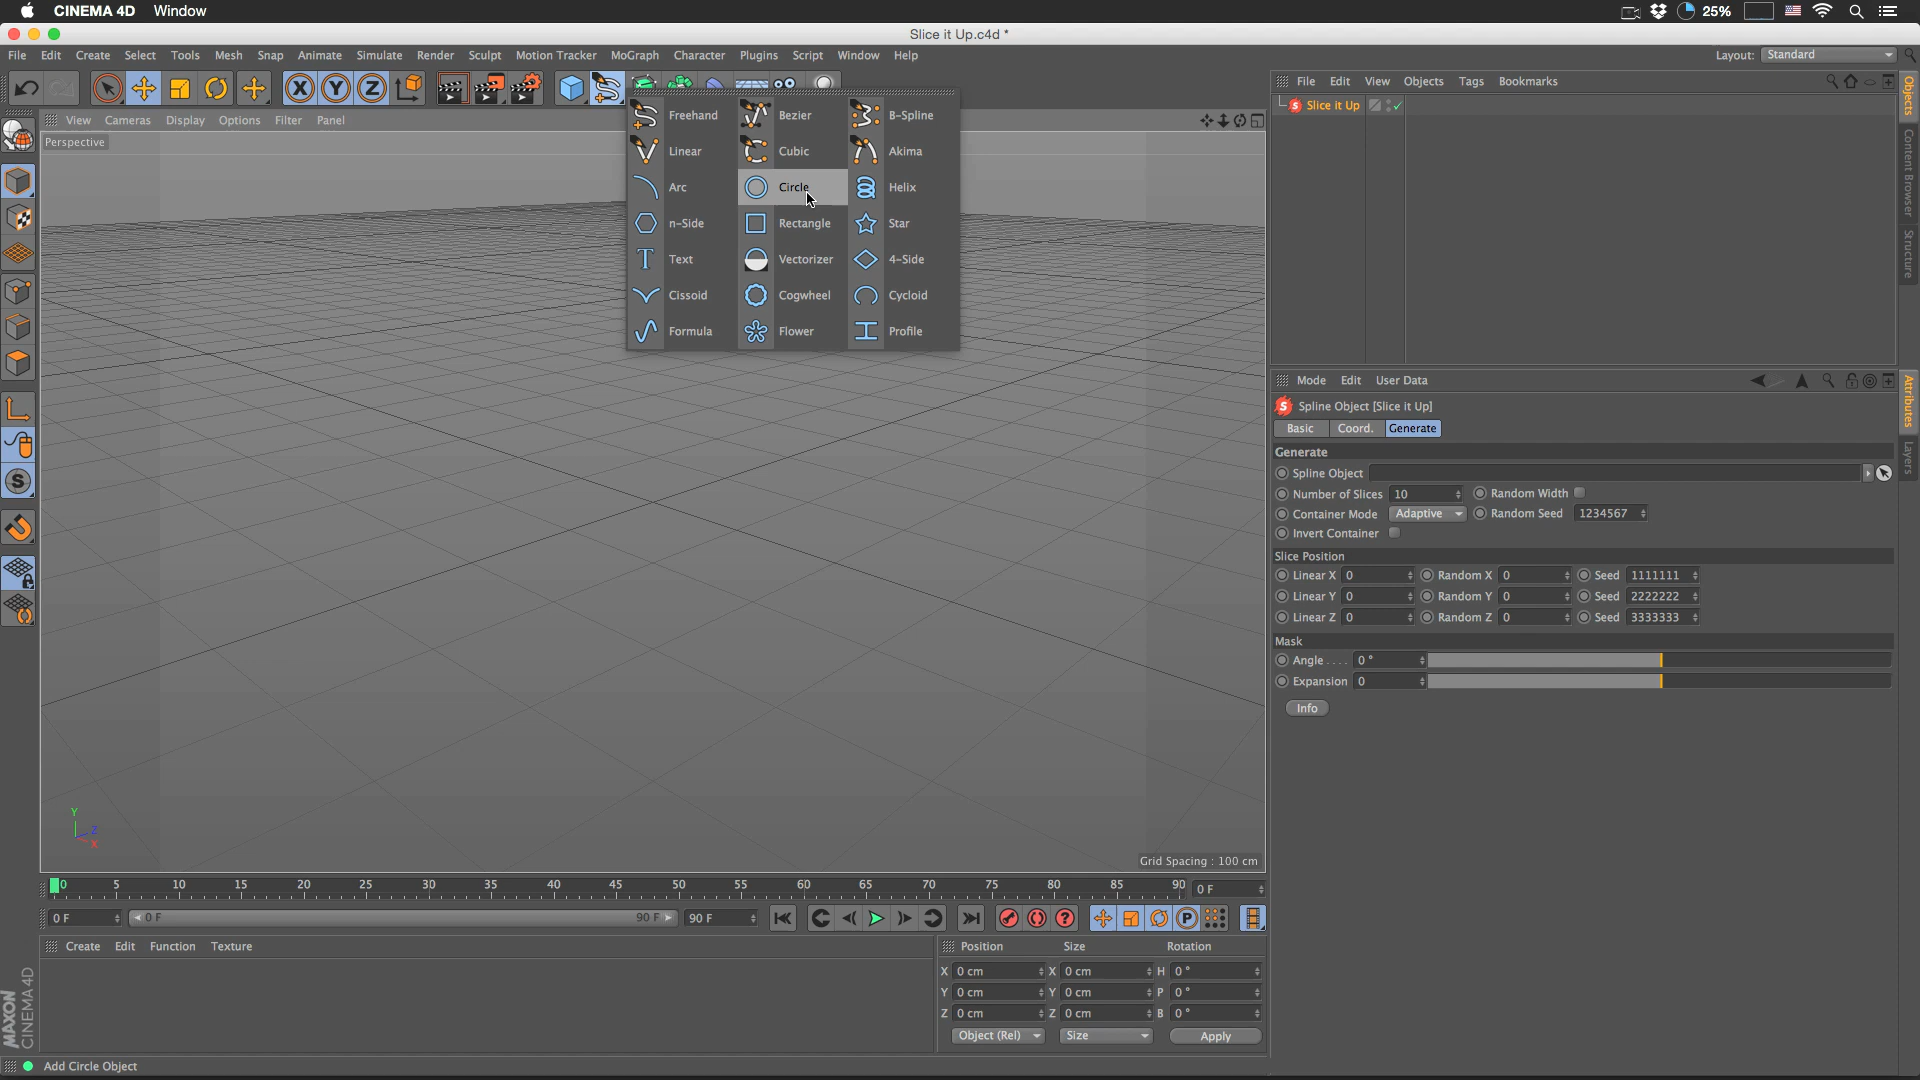 CINEMA 4D Window 25%
Slice it Up.c4d *
File Edit Create Select Tools Mesh Snap Animate Simulate Render Sculpt Motion Tracker MoGraph Character Plugins Script Window Help Layout: Standard
File Edit View Objects Tags Bookmarks
Slice it Up
Objects
Content Browser
Structure
View Cameras Display Options Filter Panel
Perspective
Freehand Bezier B-Spline
Linear Cubic Akima
Arc Circle Helix
n-Side Rectangle Star
Text Vectorizer 4-Side
Cissoid Cogwheel Cycloid
Formula Flower Profile
Mode Edit User Data
Attributes
Layers
Spline Object [Slice it Up]
Basic Coord. Generate
Generate
Spline Object
Number of Slices 10 Random Width
Container Mode Adaptive Random Seed 1234567
Invert Container
Slice Position
Linear X 0 Random X 0 Seed 1111111
Linear Y 0 Random Y 0 Seed 2222222
Linear Z 0 Random Z 0 Seed 3333333
Mask
Angle . . . . 0 °
Expansion 0
Info
Y
Z
X
Grid Spacing : 100 cm
0 5 10 15 20 25 30 35 40 45 50 55 60 65 70 75 80 85 90 0 F
0 F 0 F 90 F 90 F
Create Edit Function Texture
Position Size Rotation
X 0 cm X 0 cm H 0 °
Y 0 cm Y 0 cm P 0 °
Z 0 cm Z 0 cm B 0 °
Object (Rel) Size Apply
MAXON
CINEMA 4D
Add Circle Object